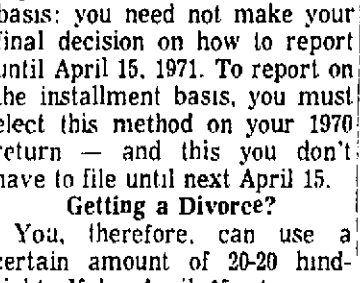 basis: you need not make your
final decision on how to report
until April 15, 1971. To report on
the installment basis, you must
elect this method on your 1970
return — and this you don't
have to file until next April 15.
Getting a Divorce?
You, therefore, can use a
certain amount of 20-20 hind-